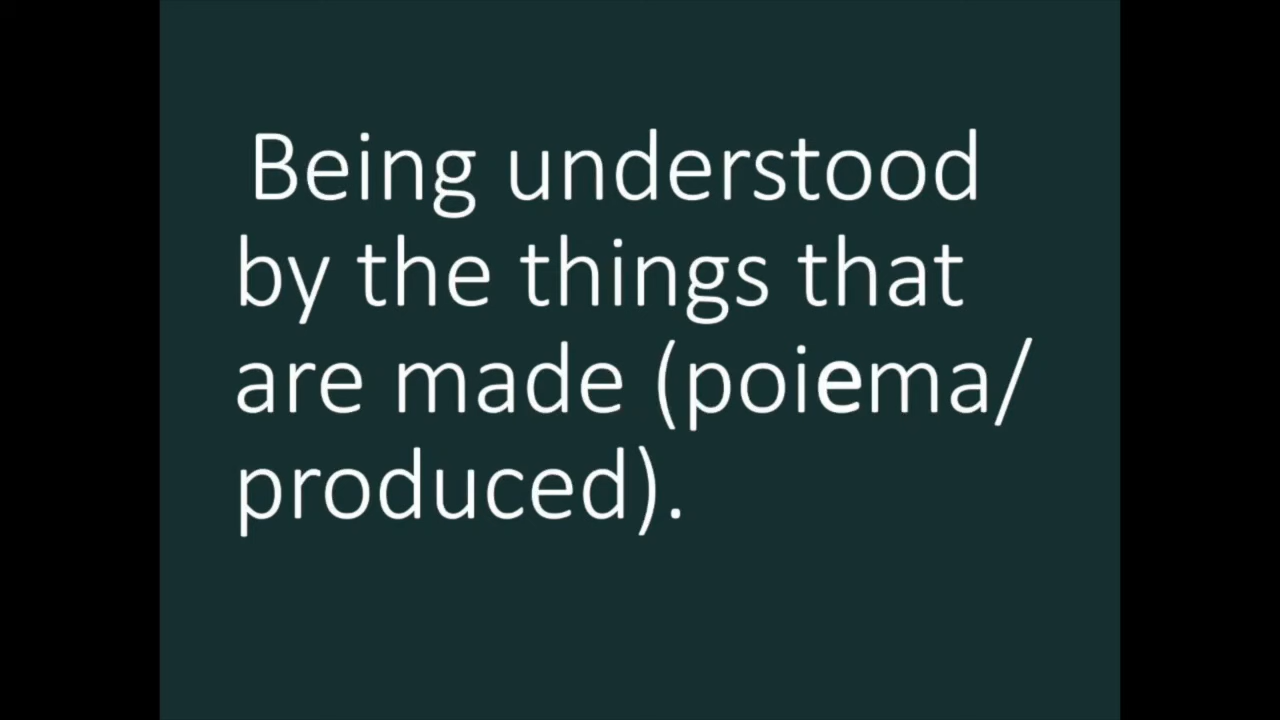 Being understood
by the things that
are made (poiema/
produced).